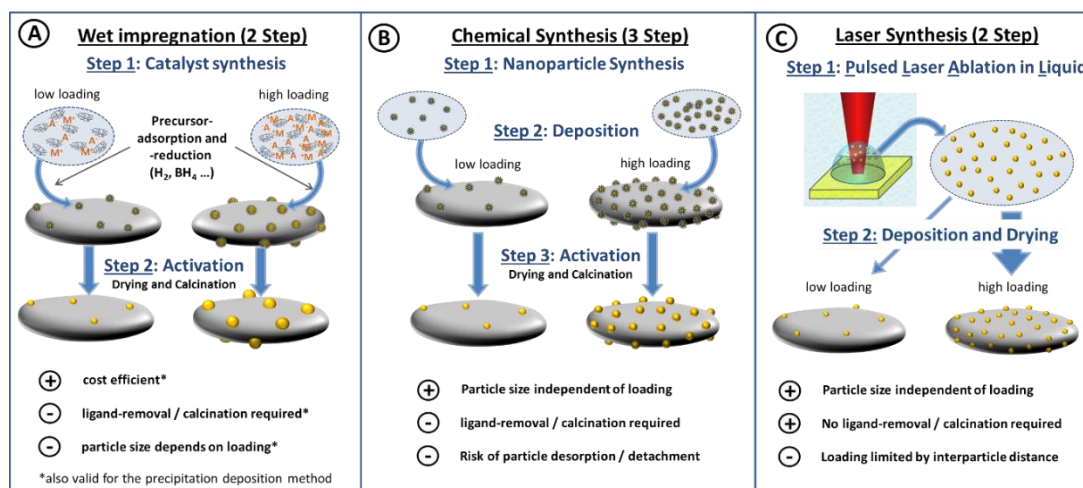 A
Wet impregnation (2 Step)
Step 1: Catalyst synthesis
low loading
high loading
Precursor-
adsorption and
-reduction
(H₂, BH₄ ...)
Step 2: Activation
Drying and Calcination
+ cost efficient*
- ligand-removal / calcination required*
- particle size depends on loading*
*also valid for the precipitation deposition method
B
Chemical Synthesis (3 Step)
Step 1: Nanoparticle Synthesis
Step 2: Deposition
low loading
high loading
Step 3: Activation
Drying and Calcination
+ Particle size independent of loading
- ligand-removal / calcination required
- Risk of particle desorption / detachment
C
Laser Synthesis (2 Step)
Step 1: Pulsed Laser Ablation in Liquid
Step 2: Deposition and Drying
low loading
high loading
+ Particle size independent of loading
+ No ligand-removal / calcination required
- Loading limited by interparticle distance